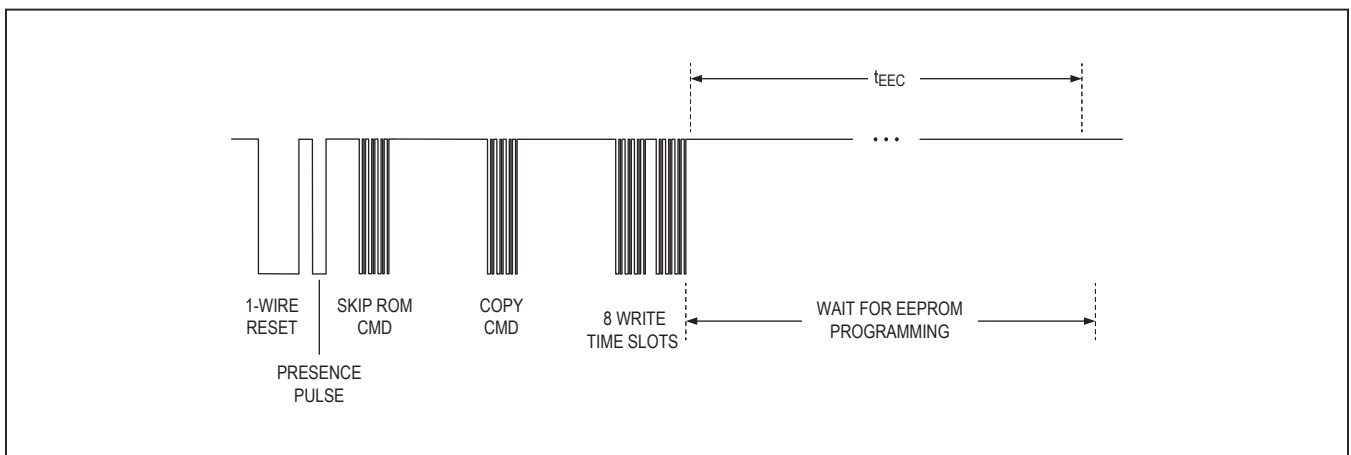 tEEC
• • •
1-WIRE
RESET
SKIP ROM
CMD
COPY
CMD
8 WRITE
TIME SLOTS
WAIT FOR EEPROM
PROGRAMMING
PRESENCE
PULSE